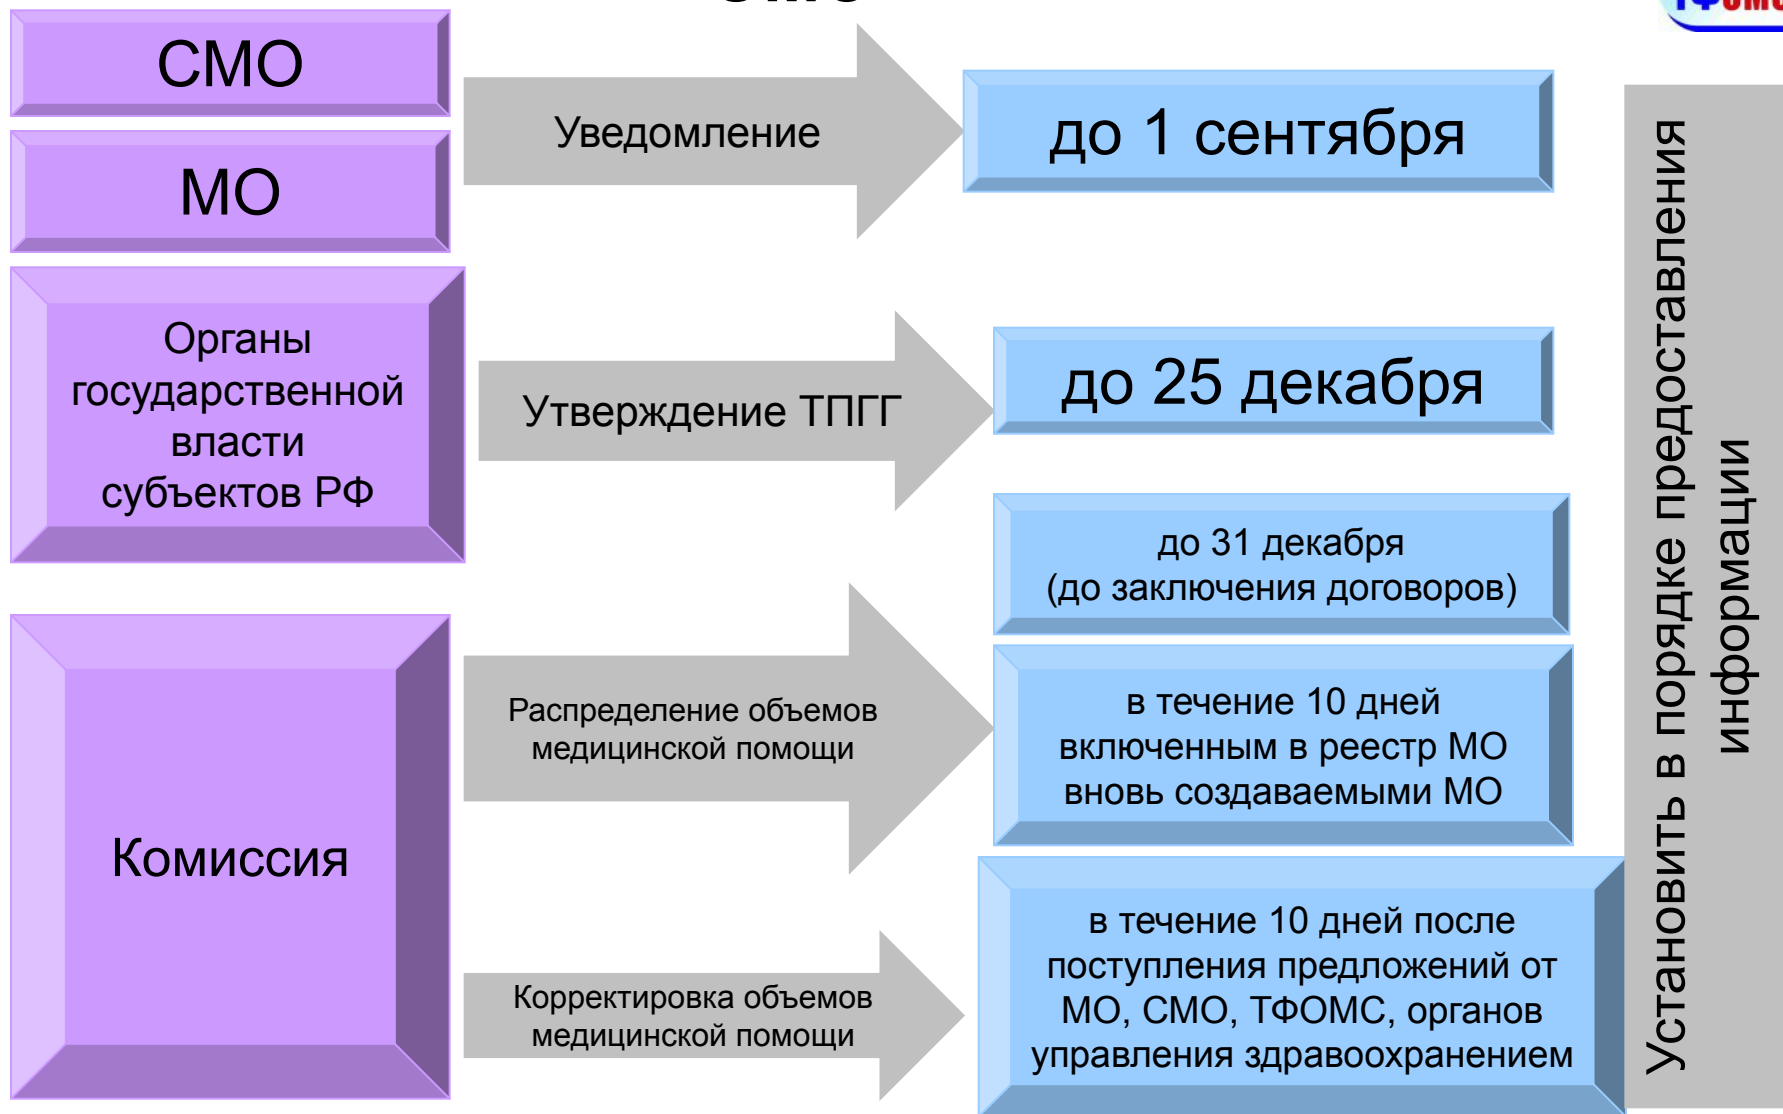 СМО
Уведомление
до 1 сентября
МО
Органы
государственной
власти
субъектов РФ
Утверждение ТПГГ
до 25 декабря
до 31 декабря
(до заключения договоров)
Комиссия
Распределение объемов
медицинской помощи
в течение 10 дней
включенным в реестр МО
вновь создаваемыми МО
Корректировка объемов
медицинской помощи
в течение 10 дней после
поступления предложений от
МО, СМО, ТФОМС, органов
управления здравоохранением
Установить в порядке предоставления
информации